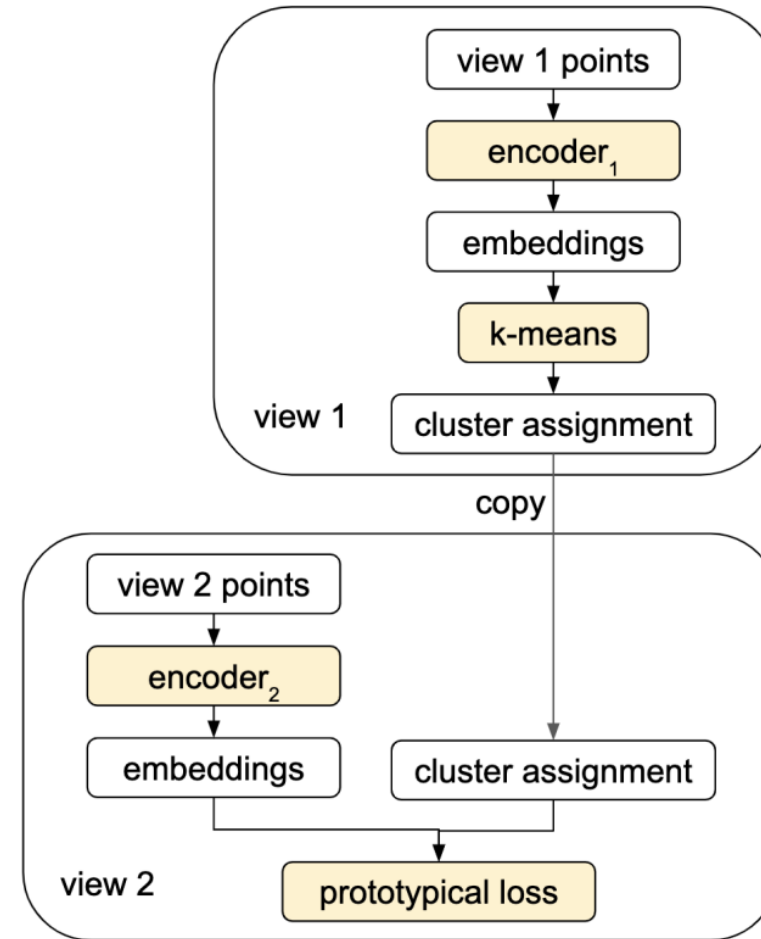 view 1 points
encoder₁
embeddings
k-means
view 1
cluster assignment
copy
view 2 points
encoder₂
embeddings
cluster assignment
view 2
prototypical loss